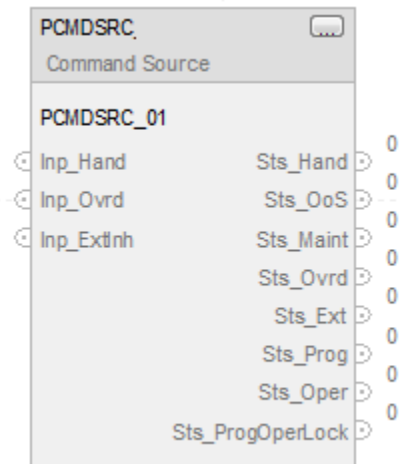 PCMDSRC
...
Command Source
PCMDSRC_01
Inp_Hand Sts_Hand 0
Inp_Ovrd Sts_OoS 0
Inp_ExtInh Sts_Maint 0
Sts_Ovrd 0
Sts_Ext 0
Sts_Prog 0
Sts_Oper 0
Sts_ProgOperLock 0